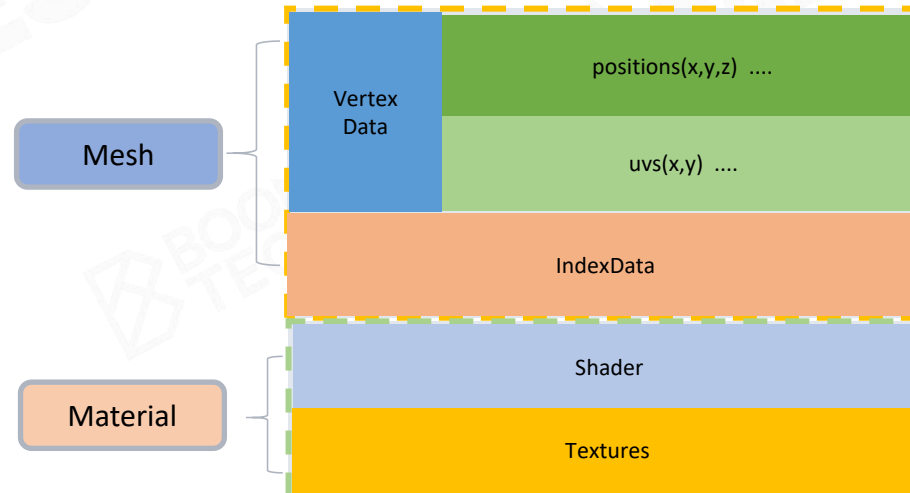 Mesh
Vertex
Data
positions(x,y,z) ....
uvs(x,y) ....
IndexData
Material
Shader
Textures